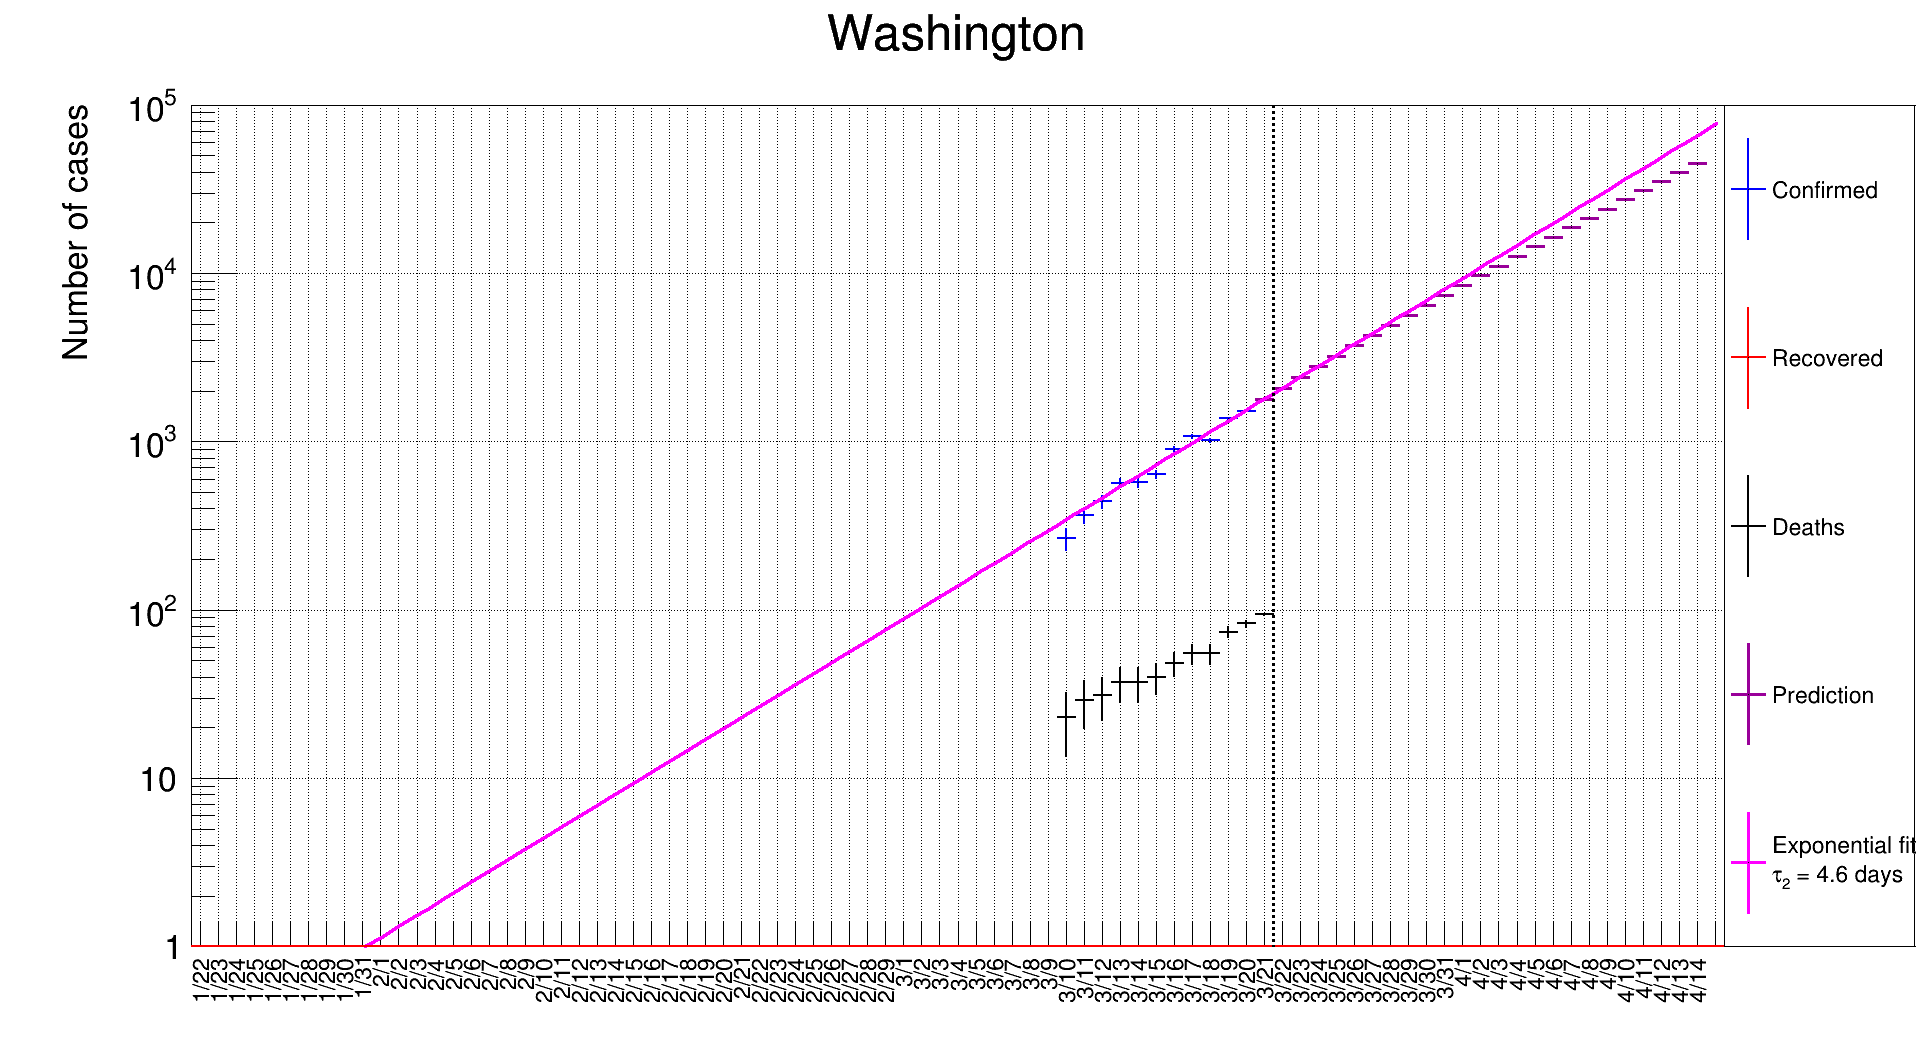 Washington
Number of cases
10^5
10^4
10^3
10^2
10
1
1/22 1/23 1/24 1/25 1/26 1/27 1/28 1/29 1/30 1/31 2/1 2/2 2/3 2/4 2/5 2/6 2/7 2/8 2/9 2/10 2/11 2/12 2/13 2/14 2/15 2/16 2/17 2/18 2/19 2/20 2/21 2/22 2/23 2/24 2/25 2/26 2/27 2/28 2/29 3/1 3/2 3/3 3/4 3/5 3/6 3/7 3/8 3/9 3/10 3/11 3/12 3/13 3/14 3/15 3/16 3/17 3/18 3/19 3/20 3/21 3/22 3/23 3/24 3/25 3/26 3/27 3/28 3/29 3/30 3/31 4/1 4/2 4/3 4/4 4/5 4/6 4/7 4/8 4/9 4/10 4/11 4/12 4/13 4/14
Confirmed
Recovered
Deaths
Prediction
Exponential fit
τ₂ = 4.6 days